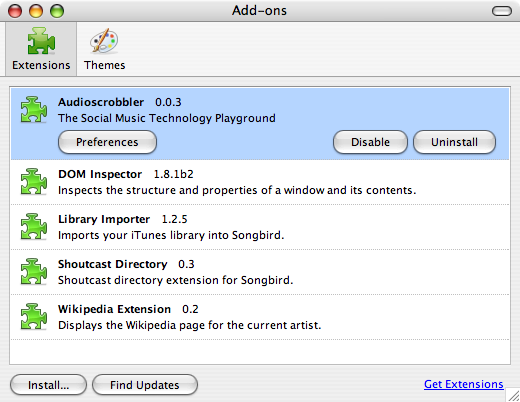 Add-ons
Extensions Themes
Audioscrobbler 0.0.3
The Social Music Technology Playground
Preferences Disable Uninstall
DOM Inspector 1.8.1b2
Inspects the structure and properties of a window and its contents.
Library Importer 1.2.5
Imports your iTunes library into Songbird.
Shoutcast Directory 0.3
Shoutcast directory extension for Songbird.
Wikipedia Extension 0.2
Displays the Wikipedia page for the current artist.
Install... Find Updates Get Extensions